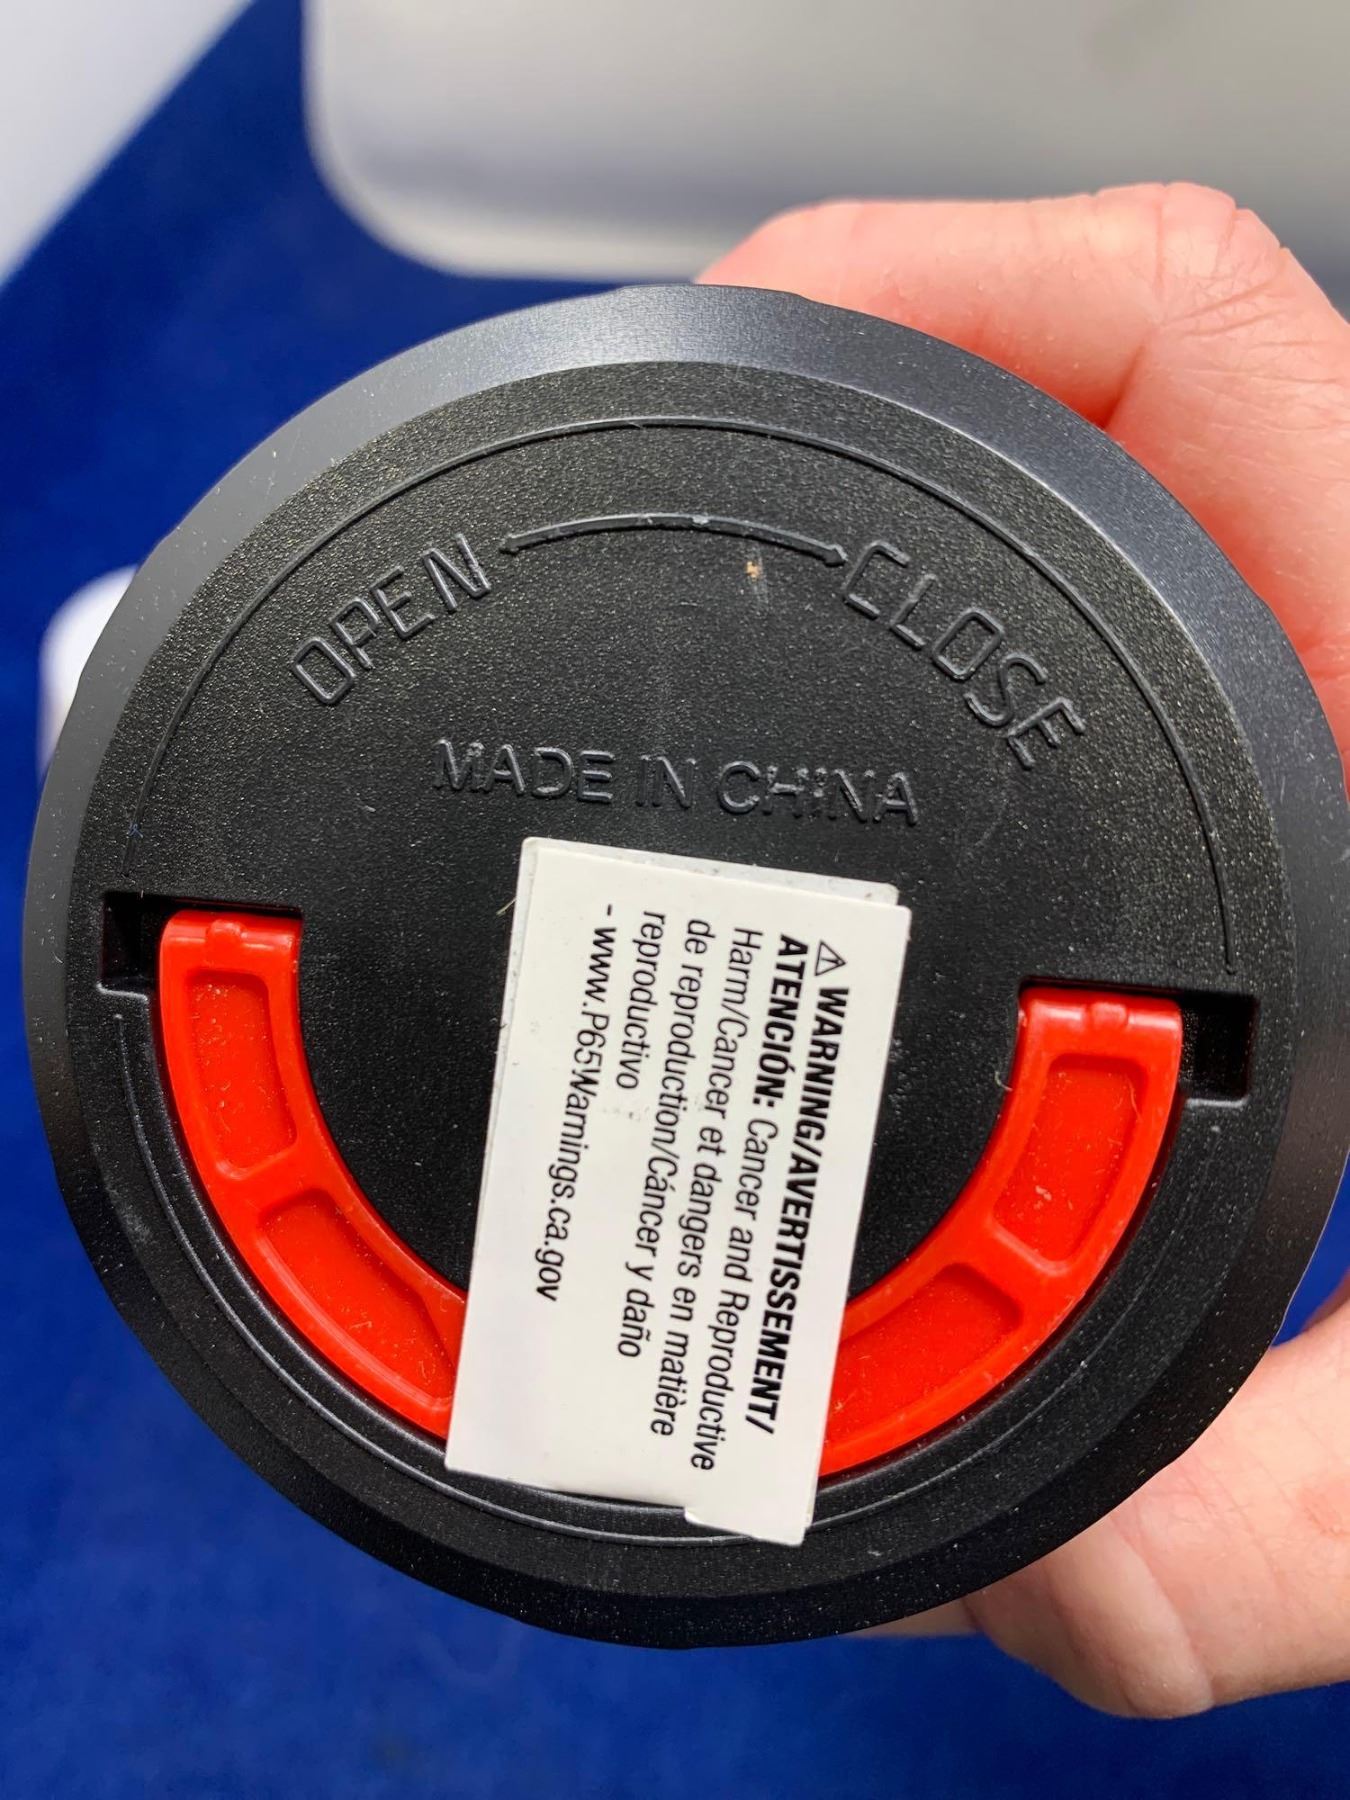 OPEN
CLOSE
MADE IN CHINA
⚠ WARNING/AVERTISSEMENT/
ATENCIÓN: Cancer and Reproductive
Harm/Cancer et dangers en matière
de reproduction/Cáncer y daño
reproductivo
- www.P65Warnings.ca.gov